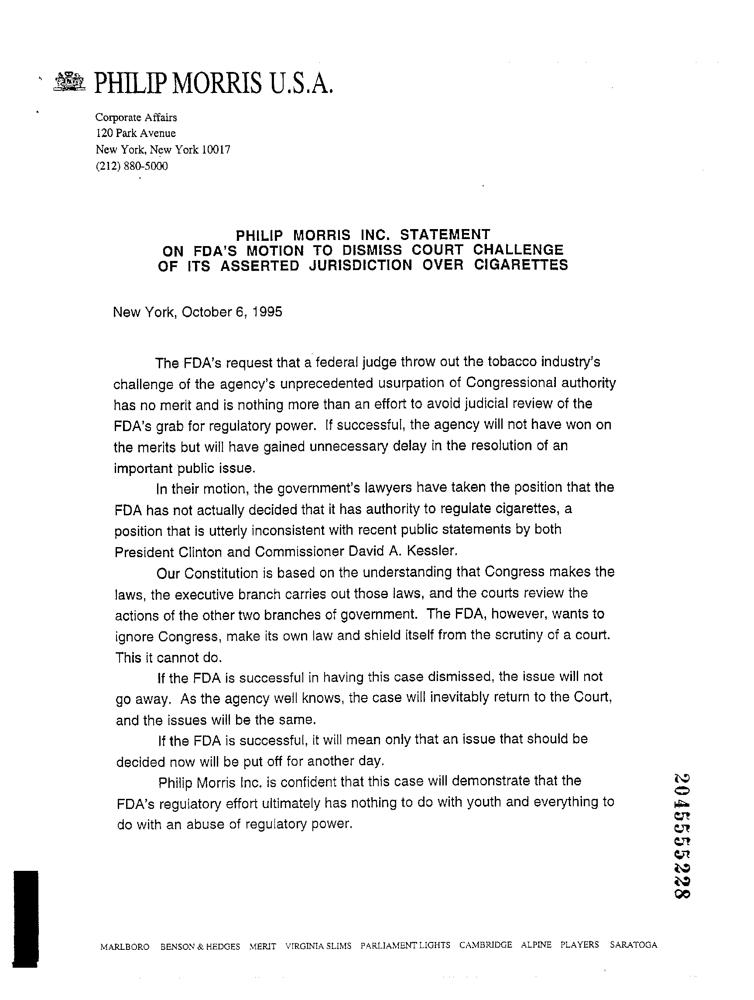 PHILIP MORRIS U.S.A.
Corporate Affairs
120 Park Avenue
New York, New York 10017
(212) 880-5000
PHILIP MORRIS INC. STATEMENT
ON FDA'S MOTION TO DISMISS COURT CHALLENGE
OF ITS ASSERTED JURISDICTION OVER CIGARETTES
New York, October 6, 1995
The FDA's request that a federal judge throw out the tobacco industry's
challenge of the agency's unprecedented usurpation of Congressional authority
has no merit and is nothing more than an effort to avoid judicial review of the
FDA's grab for regulatory power. If successful, the agency will not have won on
the merits but will have gained unnecessary delay in the resolution of an
important public issue.
In their motion, the government's lawyers have taken the position that the
FDA has not actually decided that it has authority to regulate cigarettes, a
position that is utterly inconsistent with recent public statements by both
President Clinton and Commissioner David A. Kessler.
Our Constitution is based on the understanding that Congress makes the
laws, the executive branch carries out those laws, and the courts review the
actions of the other two branches of government. The FDA, however, wants to
ignore Congress, make its own law and shield itself from the scrutiny of a court.
This it cannot do.
If the FDA is successful in having this case dismissed, the issue will not
go away. As the agency well knows, the case will inevitably return to the Court,
and the issues will be the same.
If the FDA is successful, it will mean only that an issue that should be
decided now will be put off for another day.
Philip Morris Inc. is confident that this case will demonstrate that the
FDA's regulatory effort ultimately has nothing to do with youth and everything to
do with an abuse of regulatory power.
2045555228
MARLBORO BENSON & HEDGES MERIT VIRGINIA SLIMS PARLIAMENT LIGHTS CAMBRIDGE ALPINE PLAYERS SARATOGA